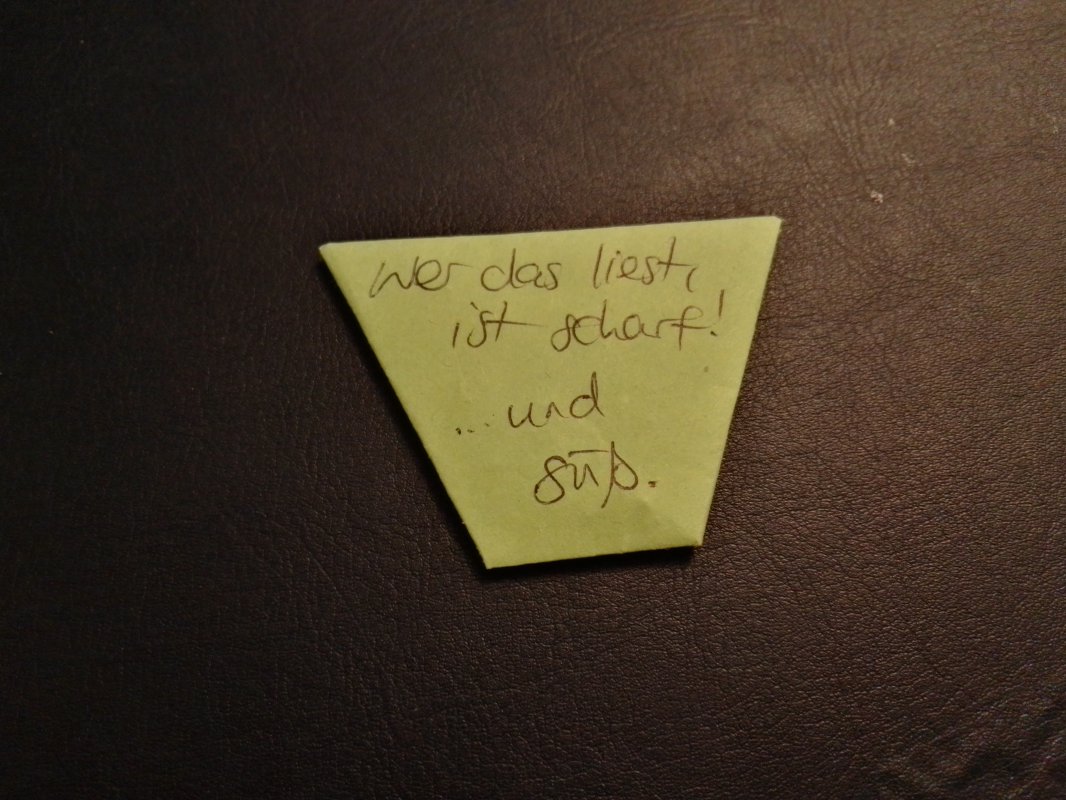 Wer das liest,
ist scharf!
... und
süß.